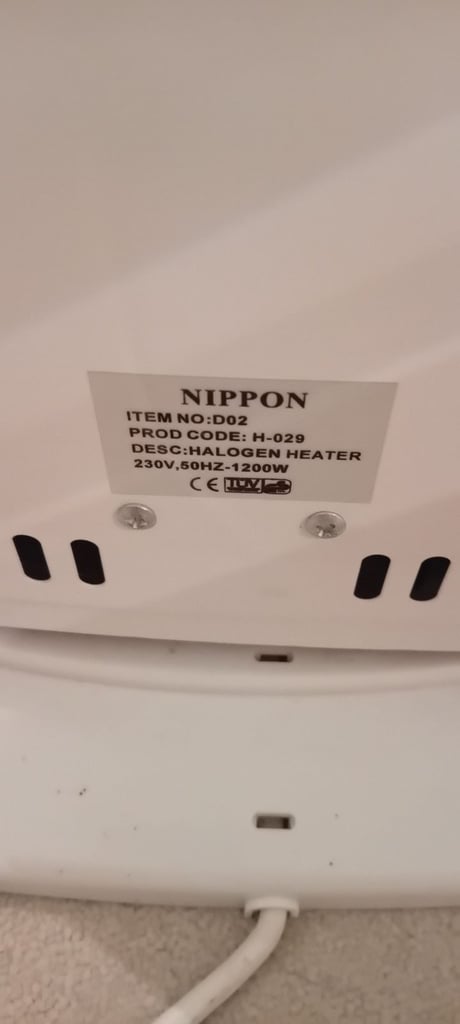 NIPPON
ITEM NO:D02
PROD CODE: H-029
DESC:HALOGEN HEATER
230V,50HZ-1200W
CE TUV